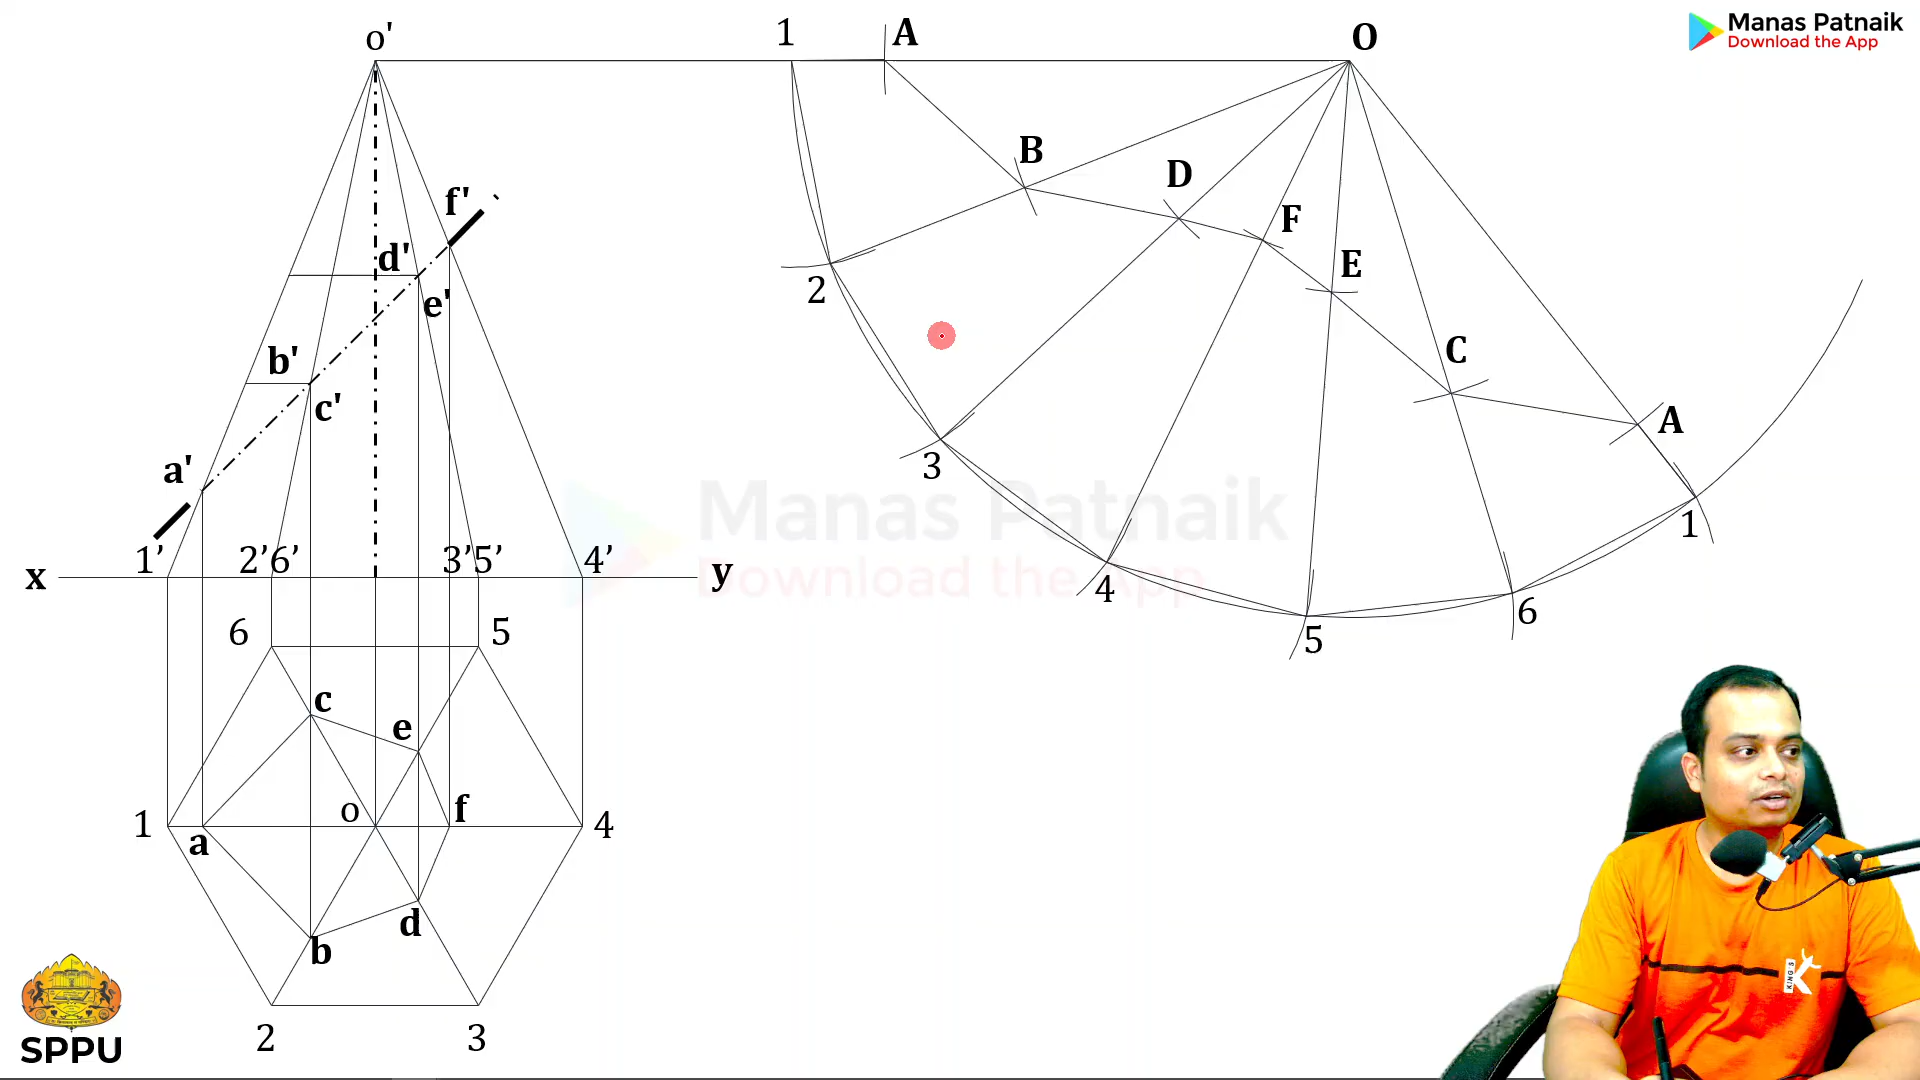 o'
1
A
O
Manas Patnaik
Download the App
B
D
f'
F
d'
E
e'
2
b'
C
c'
A
a'
3
Manas Patnaik
1
1’
2’6’
3’5’
4’
x
y
Download the App
4
6
5
5
6
c
e
o
f
1
4
a
b
d
KING'S
K
2
3
SPPU